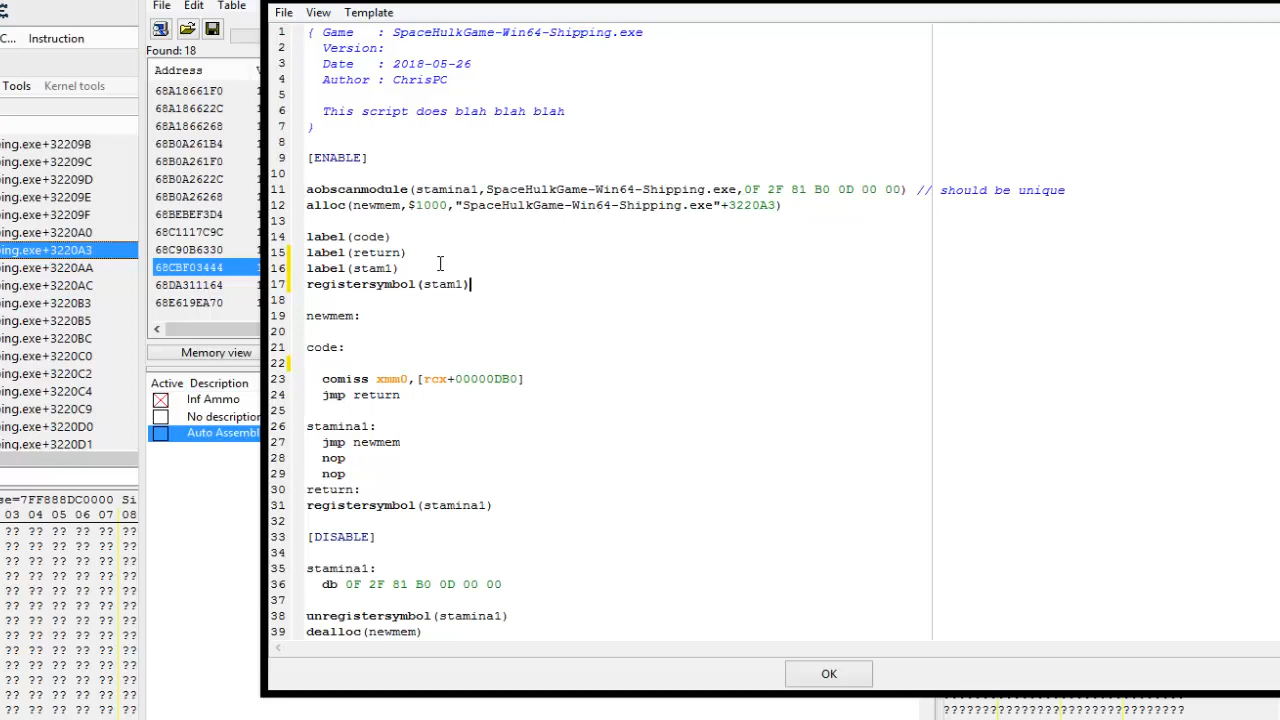 File Edit Table
C... Instruction
Found: 18
Address
Tools Kernel tools
68A18661F0
68A186622C
68A1866268
68B0A261B4
68B0A261F0
68B0A2622C
68B0A26268
68BEBEF3D4
68C1117C9C
68C90B6330
68CBF03444
68DA311164
68E619EA70
ping.exe+32209B
ping.exe+32209C
ping.exe+32209D
ping.exe+32209E
ping.exe+32209F
ping.exe+3220A0
ping.exe+3220A3
ping.exe+3220AA
ping.exe+3220AC
ping.exe+3220B3
ping.exe+3220B5
ping.exe+3220BC
ping.exe+3220C0
ping.exe+3220C2
ping.exe+3220C4
ping.exe+3220C9
ping.exe+3220D0
ping.exe+3220D1
Memory view
Active Description
Inf Ammo
No description
Auto Assembl
se=7FF888DC0000 Si
03 04 05 06 07 08
?? ?? ?? ?? ?? ??
?? ?? ?? ?? ?? ??
?? ?? ?? ?? ?? ??
?? ?? ?? ?? ?? ??
?? ?? ?? ?? ?? ??
?? ?? ?? ?? ?? ??
?? ?? ?? ?? ?? ??
?? ?? ?? ?? ?? ??
?? ?? ?? ?? ?? ??
?? ?? ?? ?? ?? ??
?? ?? ?? ?? ?? ??
?? ?? ?? ?? ?? ??
File View Template
1 { Game : SpaceHulkGame-Win64-Shipping.exe
2 Version:
3 Date : 2018-05-26
4 Author : ChrisPC
5
6 This script does blah blah blah
7 }
8
9 [ENABLE]
10
11 aobscanmodule(stamina1,SpaceHulkGame-Win64-Shipping.exe,0F 2F 81 B0 0D 00 00) // should be unique
12 alloc(newmem,$1000,"SpaceHulkGame-Win64-Shipping.exe"+3220A3)
13
14 label(code)
15 label(return)
16 label(stam1)
17 registersymbol(stam1)
18
19 newmem:
20
21 code:
22
23 comiss xmm0,[rcx+00000DB0]
24 jmp return
25
26 stamina1:
27 jmp newmem
28 nop
29 nop
30 return:
31 registersymbol(stamina1)
32
33 [DISABLE]
34
35 stamina1:
36 db 0F 2F 81 B0 0D 00 00
37
38 unregistersymbol(stamina1)
39 dealloc(newmem)
OK